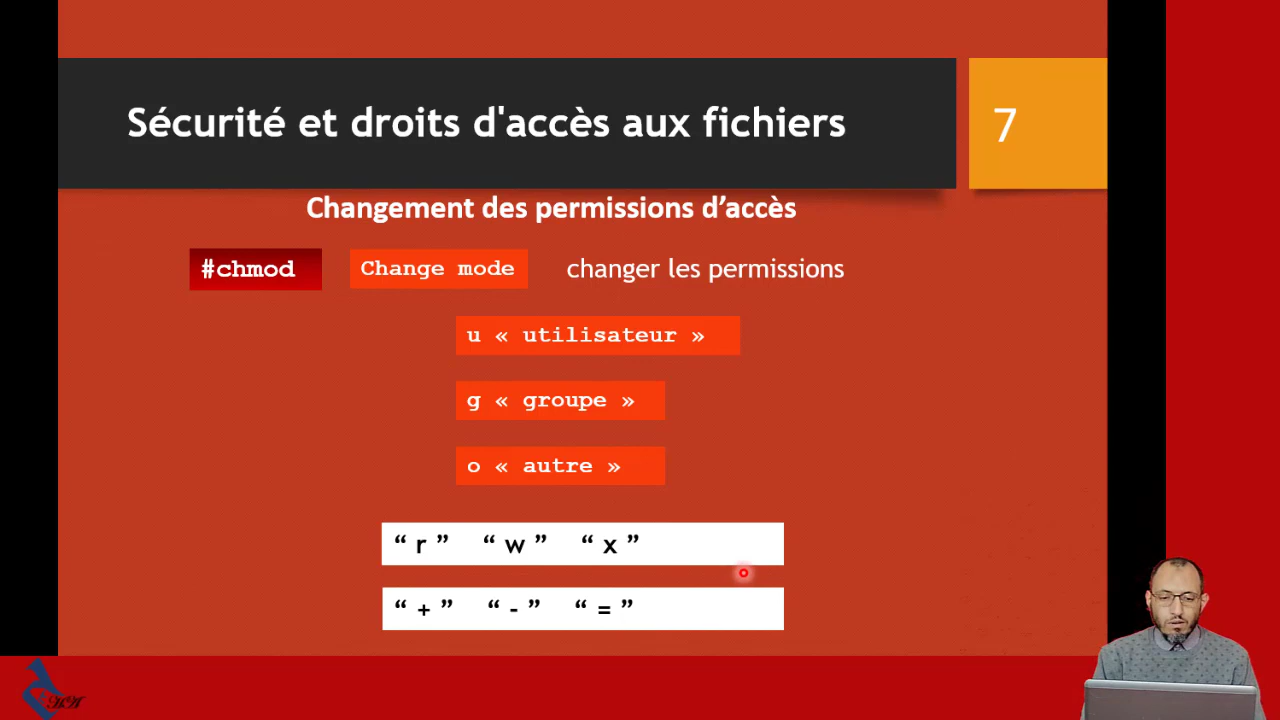 Sécurité et droits d'accès aux fichiers
7
Changement des permissions d’accès
#chmod Change mode changer les permissions
u « utilisateur »
g « groupe »
o « autre »
“ r ” “ w ” “ x ”
“ + ” “ - ” “ = ”